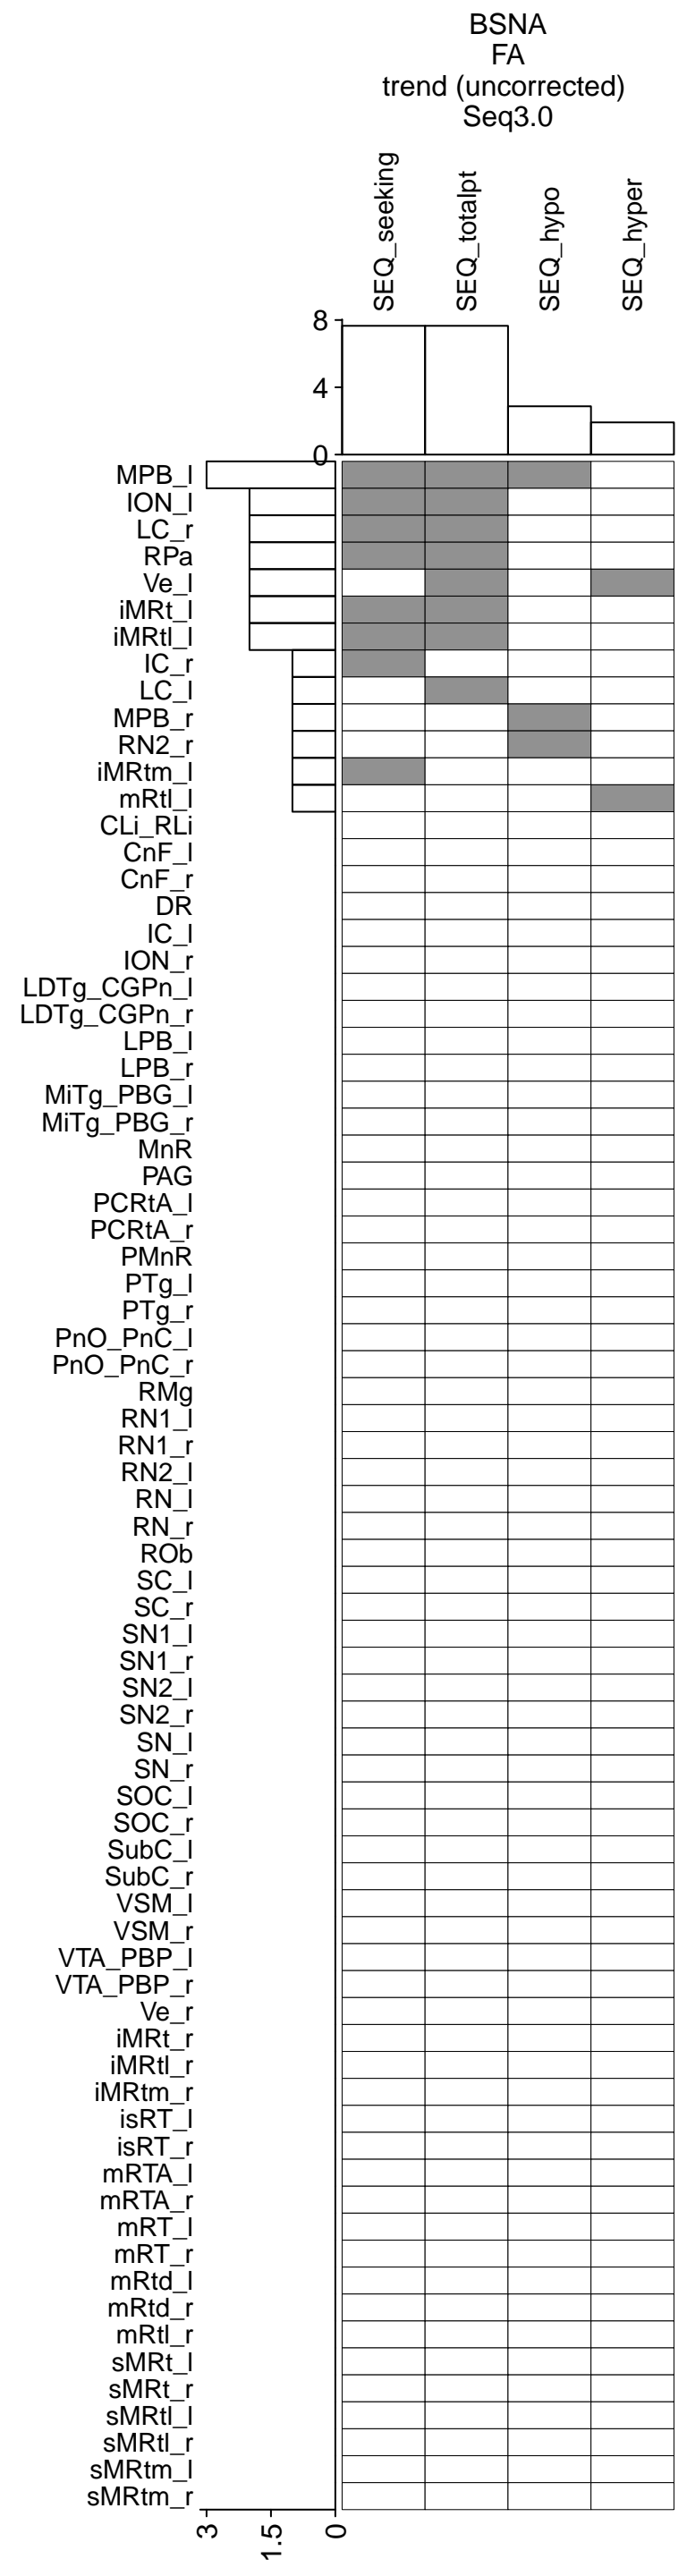 BSNA
FA
trend (uncorrected)
Seq3.0
SEQ_seeking
SEQ_totalpt
SEQ_hypo
SEQ_hyper
8
4
0
MPB_l
ION_l
LC_r
RPa
Ve_l
iMRt_l
iMRtl_l
IC_r
LC_l
MPB_r
RN2_r
iMRtm_l
mRtl_l
CLi_RLi
CnF_l
CnF_r
DR
IC_l
ION_r
LDTg_CGPn_l
LDTg_CGPn_r
LPB_l
LPB_r
MiTg_PBG_l
MiTg_PBG_r
MnR
PAG
PCRtA_l
PCRtA_r
PMnR
PTg_l
PTg_r
PnO_PnC_l
PnO_PnC_r
RMg
RN1_l
RN1_r
RN2_l
RN_l
RN_r
ROb
SC_l
SC_r
SN1_l
SN1_r
SN2_l
SN2_r
SN_l
SN_r
SOC_l
SOC_r
SubC_l
SubC_r
VSM_l
VSM_r
VTA_PBP_l
VTA_PBP_r
Ve_r
iMRt_r
iMRtl_r
iMRtm_r
isRT_l
isRT_r
mRTA_l
mRTA_r
mRT_l
mRT_r
mRtd_l
mRtd_r
mRtl_r
sMRt_l
sMRt_r
sMRtl_l
sMRtl_r
sMRtm_l
sMRtm_r
3
1.5
0